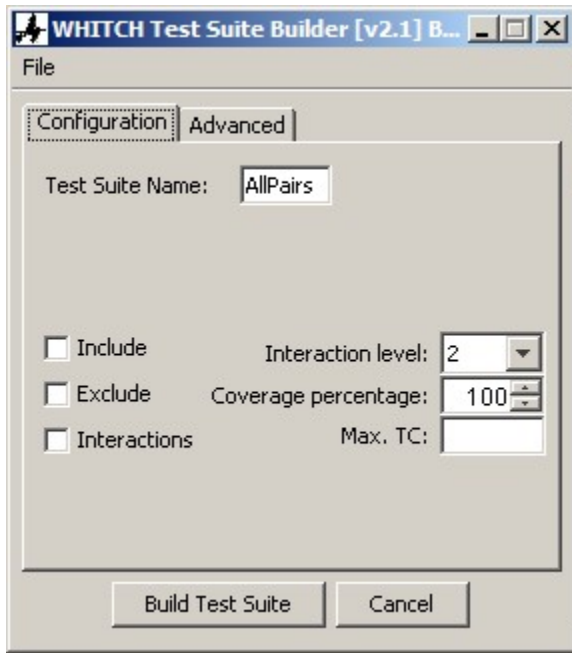 WHITCH Test Suite Builder [v2.1] B...
File
Configuration Advanced
Test Suite Name: AllPairs
Include Interaction level: 2
Exclude Coverage percentage: 100
Interactions Max. TC:
Build Test Suite Cancel